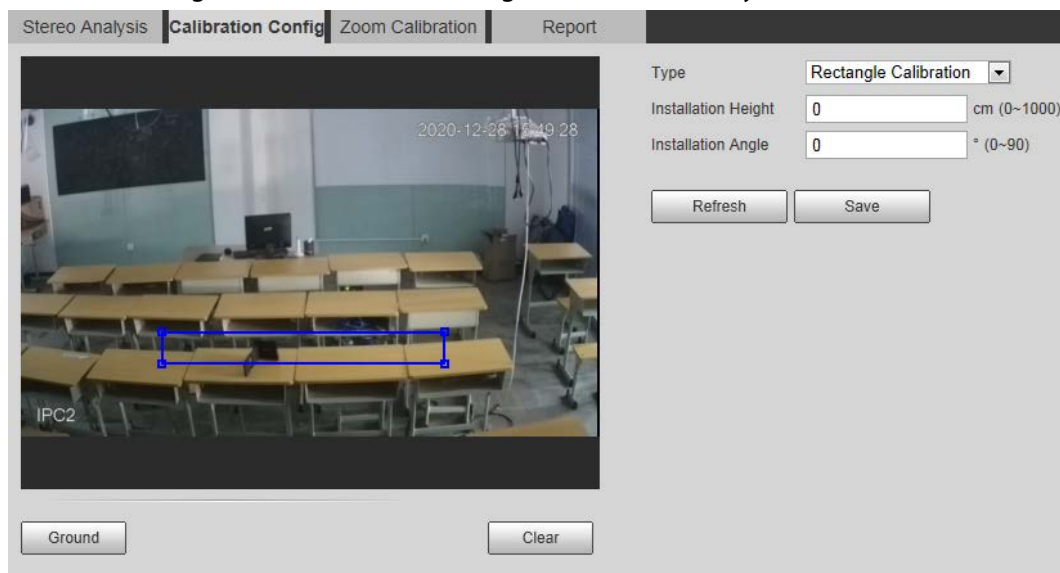 Stereo Analysis Calibration Config Zoom Calibration Report
Type Rectangle Calibration
Installation Height 0 cm (0~1000)
Installation Angle 0 ° (0~90)
Refresh Save
2020-12-28 15:49:28
IPC2
Ground Clear